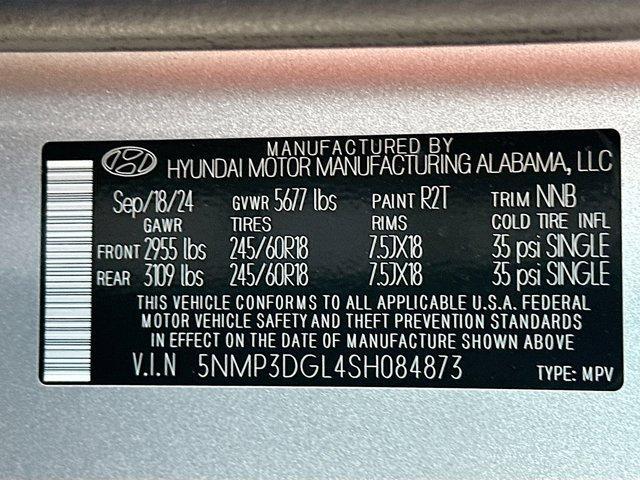 MANUFACTURED BY
HYUNDAI MOTOR MANUFACTURING ALABAMA, LLC
Sep/18/24 GVWR 5677 lbs PAINT R2T TRIM NNB
GAWR TIRES RIMS COLD TIRE INFL
FRONT 2955 lbs 245/60R18 7.5JX18 35 psi SINGLE
REAR 3109 lbs 245/60R18 7.5JX18 35 psi SINGLE
THIS VEHICLE CONFORMS TO ALL APPLICABLE U.S.A. FEDERAL
MOTOR VEHICLE SAFETY AND THEFT PREVENTION STANDARDS
IN EFFECT ON THE DATE OF MANUFACTURE SHOWN ABOVE
V.I.N 5NMP3DGL4SH084873 TYPE: MPV